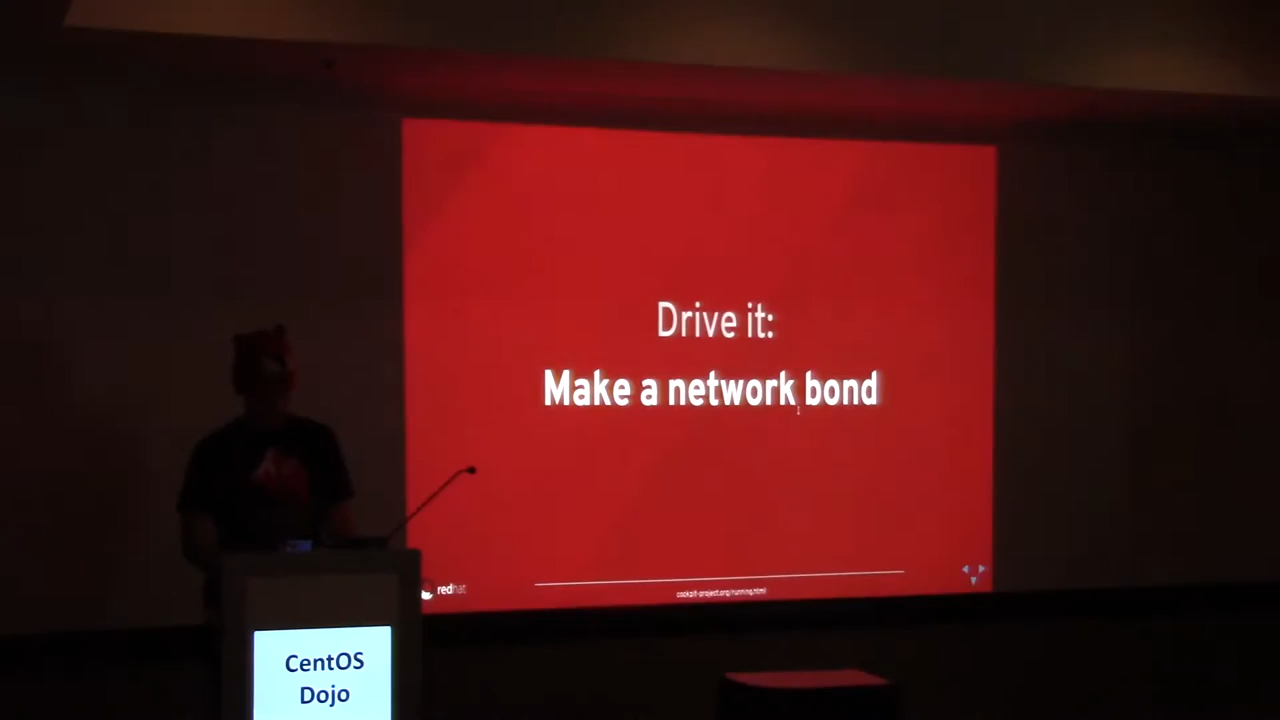 Drive it:
Make a network bond
redhat
cockpit-project.org/running.html
CentOS
Dojo